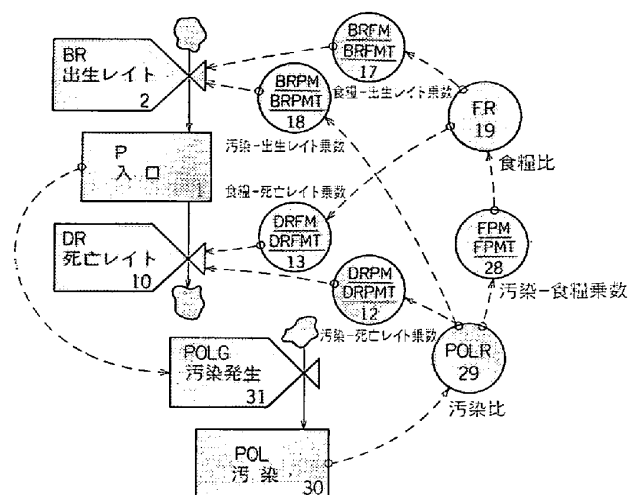 BR
出生レイト
2
BRFM
BRFMT
17
食糧-出生レイト乗数
BRPM
BRPMT
18
汚染-出生レイト乗数
F.R
19
食糧比
P
人口
1
食糧-死亡レイト乗数
DRFM
DRFMT
13
DR
死亡レイト
10
FPM
FPMT
28
汚染-食糧乗数
DRPM
DRPMT
12
汚染-死亡レイト乗数
POLG
汚染発生
31
POLR
29
汚染比
POL
汚染
30